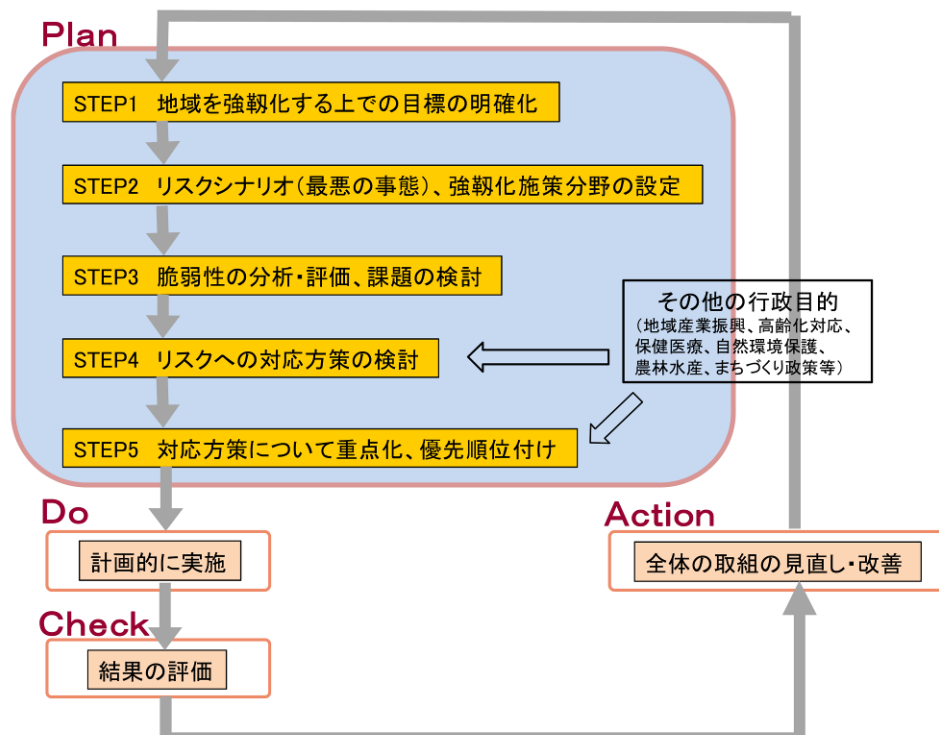 Plan
STEP1 地域を強靱化する上での目標の明確化
STEP2 リスクシナリオ(最悪の事態)、強靱化施策分野の設定
STEP3 脆弱性の分析・評価、課題の検討
その他の行政目的
(地域産業振興、高齢化対応、
保健医療、自然環境保護、
農林水産、まちづくり政策等)
STEP4 リスクへの対応方策の検討
STEP5 対応方策について重点化、優先順位付け
Do
計画的に実施
Action
全体の取組の見直し・改善
Check
結果の評価